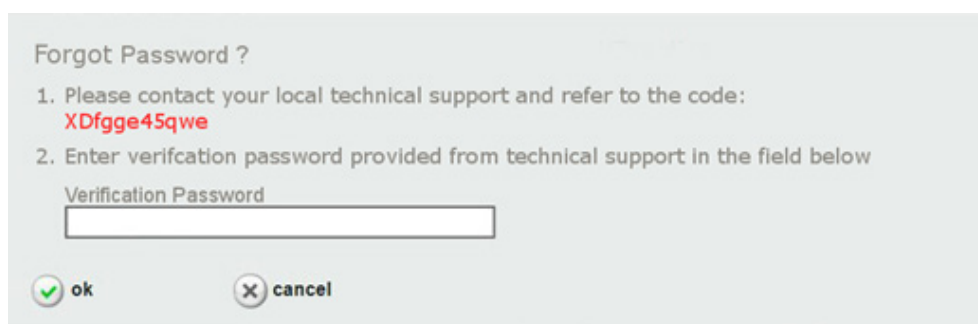 Forgot Password ?
1. Please contact your local technical support and refer to the code:
XDfgge45qwe
2. Enter verifcation password provided from technical support in the field below
Verification Password
ok cancel